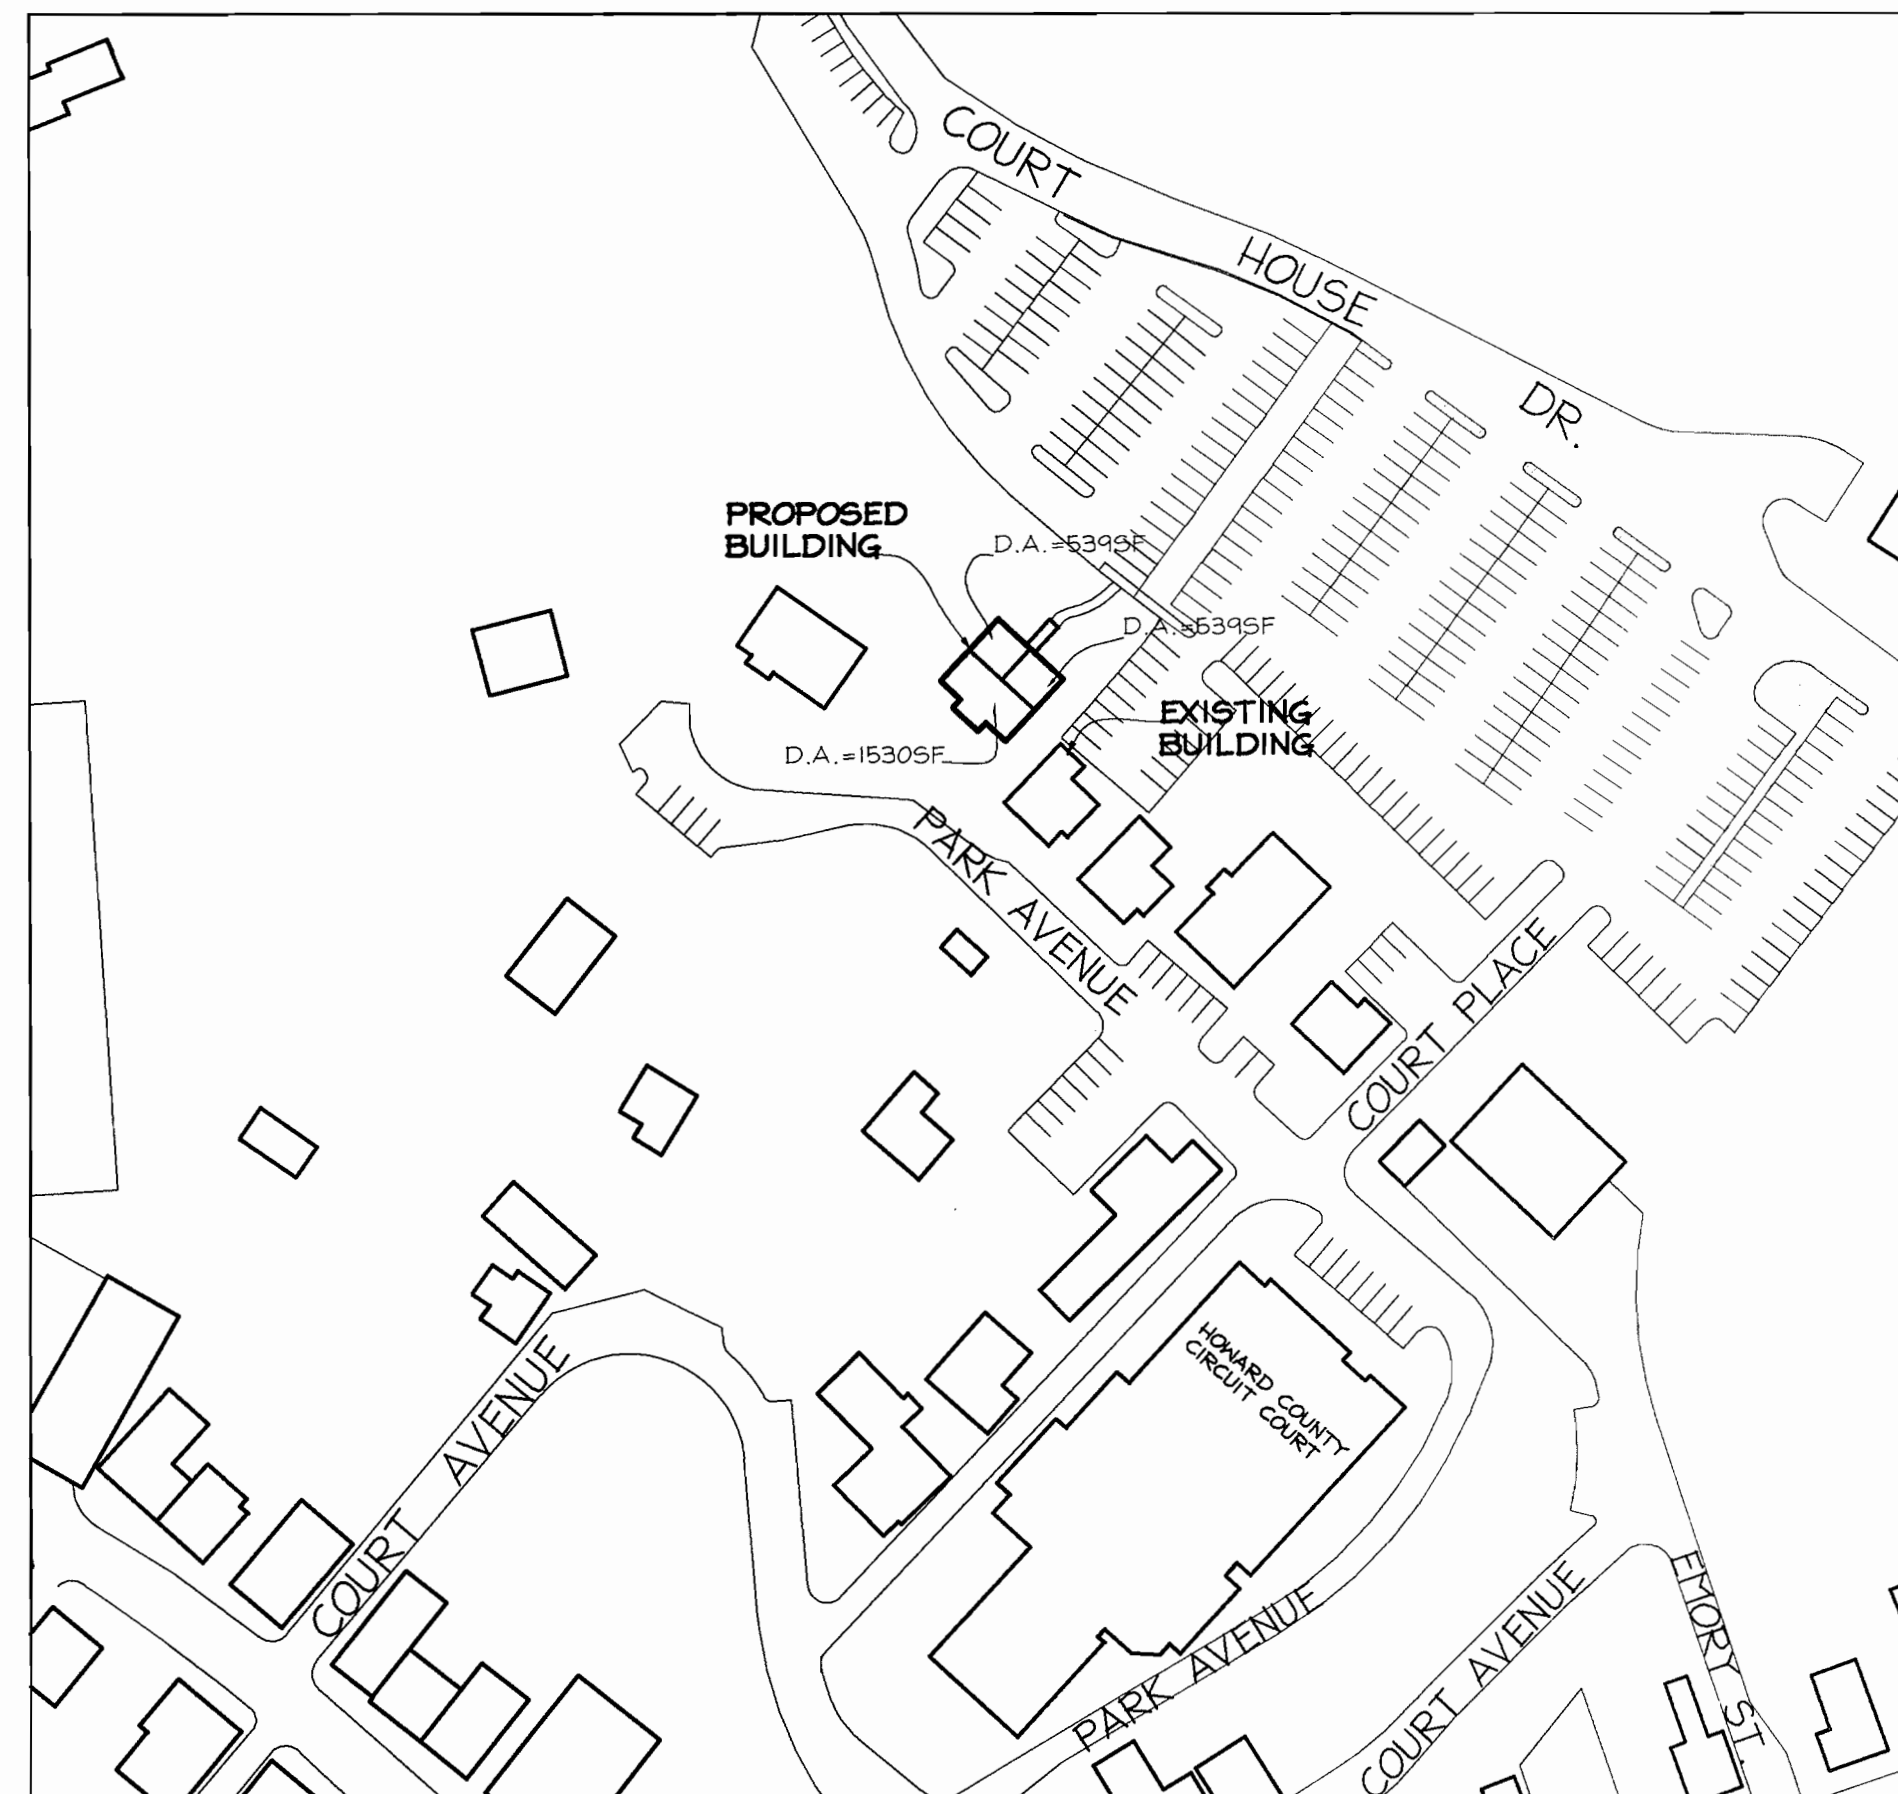 COURT
HOUSE
DR.
PROPOSED
BUILDING
D.A.=539SF
D.A.=539SF
EXISTING
BUILDING
D.A.=1530SF
PARK AVENUE
COURT PLACE
HOWARD COUNTY
CIRCUIT COURT
COURT AVENUE
PARK AVENUE
COURT AVENUE
EMORY ST.